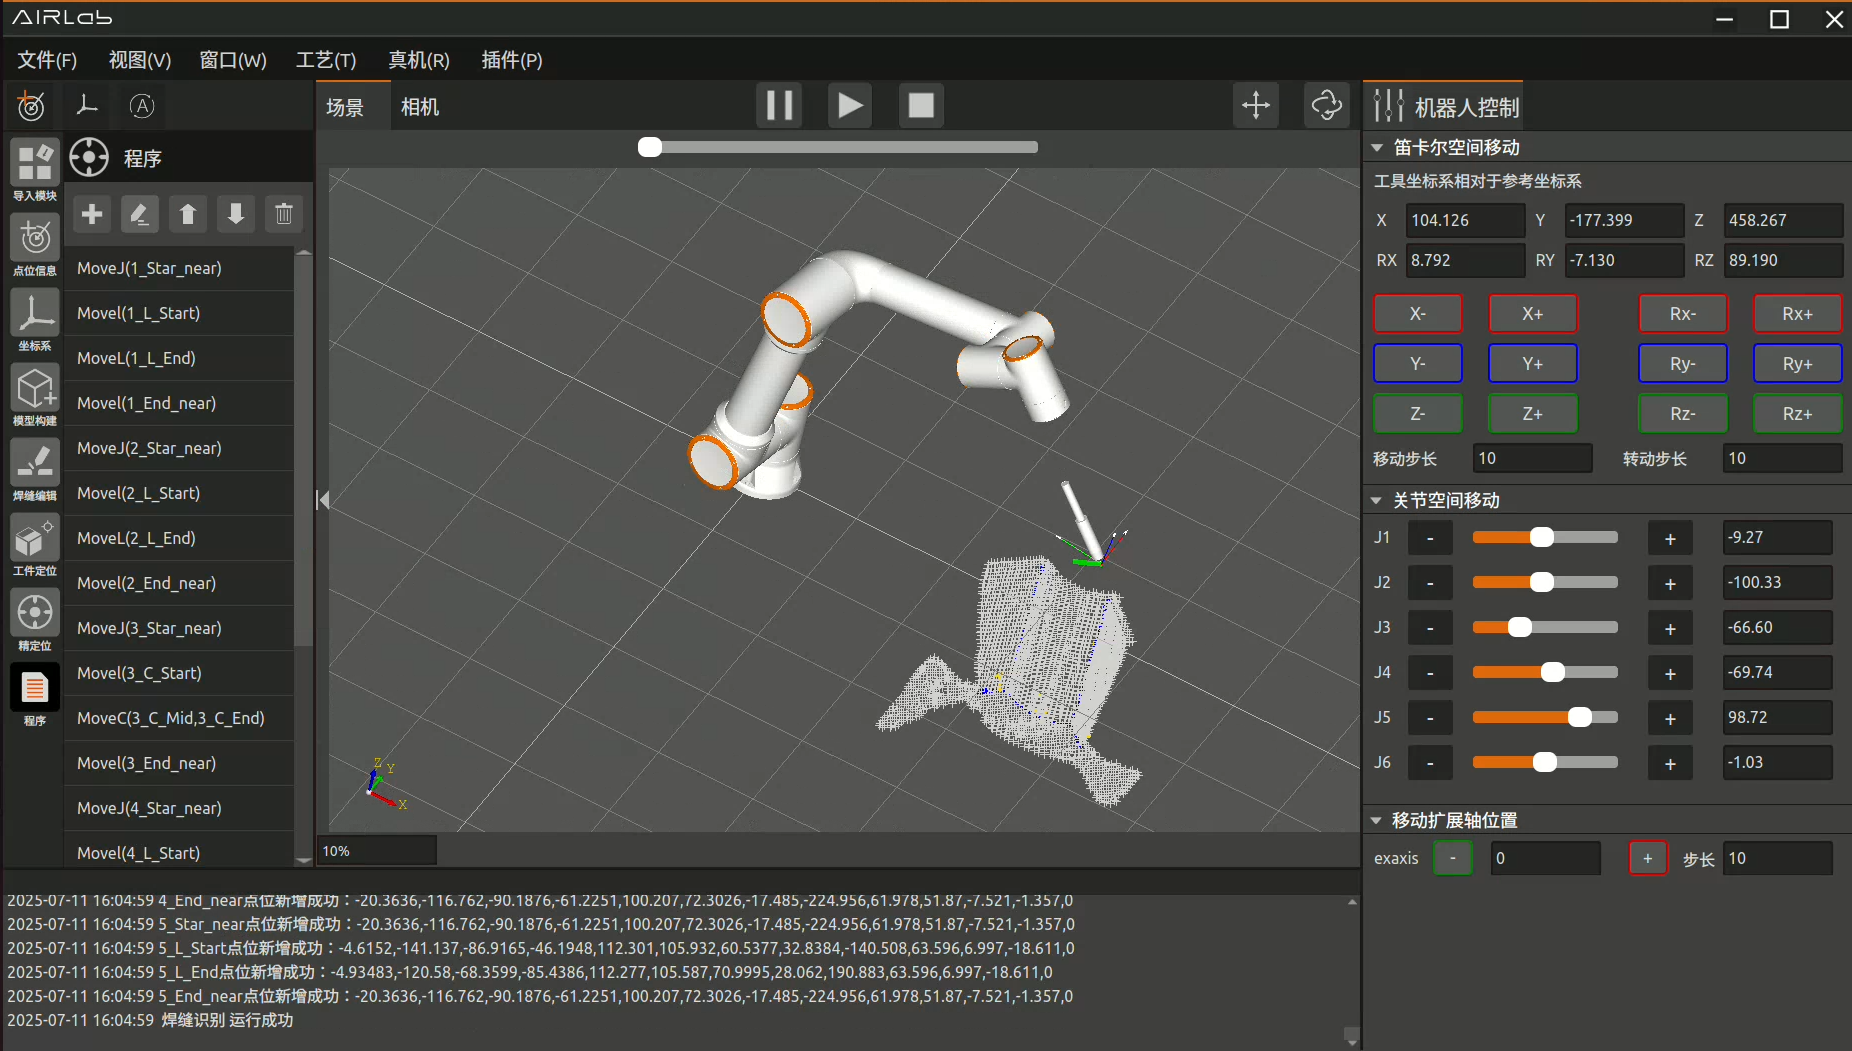 AIRLab
文件(F) 视图(V) 窗口(W) 工艺(T) 真机(R) 插件(P)
A
场景 相机
导入模块
点位信息
坐标系
模型构建
焊缝编辑
工件定位
精定位
程序
程序
MoveJ(1_Star_near)
Movel(1_L_Start)
MoveL(1_L_End)
Movel(1_End_near)
MoveJ(2_Star_near)
Movel(2_L_Start)
MoveL(2_L_End)
Movel(2_End_near)
MoveJ(3_Star_near)
Movel(3_C_Start)
MoveC(3_C_Mid,3_C_End)
Movel(3_End_near)
MoveJ(4_Star_near)
Movel(4_L_Start)
Z
Y
X
10%
机器人控制
笛卡尔空间移动
工具坐标系相对于参考坐标系
X 104.126 Y -177.399 Z 458.267
RX 8.792 RY -7.130 RZ 89.190
X- X+ Rx- Rx+
Y- Y+ Ry- Ry+
Z- Z+ Rz- Rz+
移动步长 10 转动步长 10
关节空间移动
J1 - + -9.27
J2 - + -100.33
J3 - + -66.60
J4 - + -69.74
J5 - + 98.72
J6 - + -1.03
移动扩展轴位置
exaxis - 0 + 步长 10
2025-07-11 16:04:59 4_End_near点位新增成功：-20.3636,-116.762,-90.1876,-61.2251,100.207,72.3026,-17.485,-224.956,61.978,51.87,-7.521,-1.357,0
2025-07-11 16:04:59 5_Star_near点位新增成功：-20.3636,-116.762,-90.1876,-61.2251,100.207,72.3026,-17.485,-224.956,61.978,51.87,-7.521,-1.357,0
2025-07-11 16:04:59 5_L_Start点位新增成功：-4.6152,-141.137,-86.9165,-46.1948,112.301,105.932,60.5377,32.8384,-140.508,63.596,6.997,-18.611,0
2025-07-11 16:04:59 5_L_End点位新增成功：-4.93483,-120.58,-68.3599,-85.4386,112.277,105.587,70.9995,28.062,190.883,63.596,6.997,-18.611,0
2025-07-11 16:04:59 5_End_near点位新增成功：-20.3636,-116.762,-90.1876,-61.2251,100.207,72.3026,-17.485,-224.956,61.978,51.87,-7.521,-1.357,0
2025-07-11 16:04:59 焊缝识别 运行成功